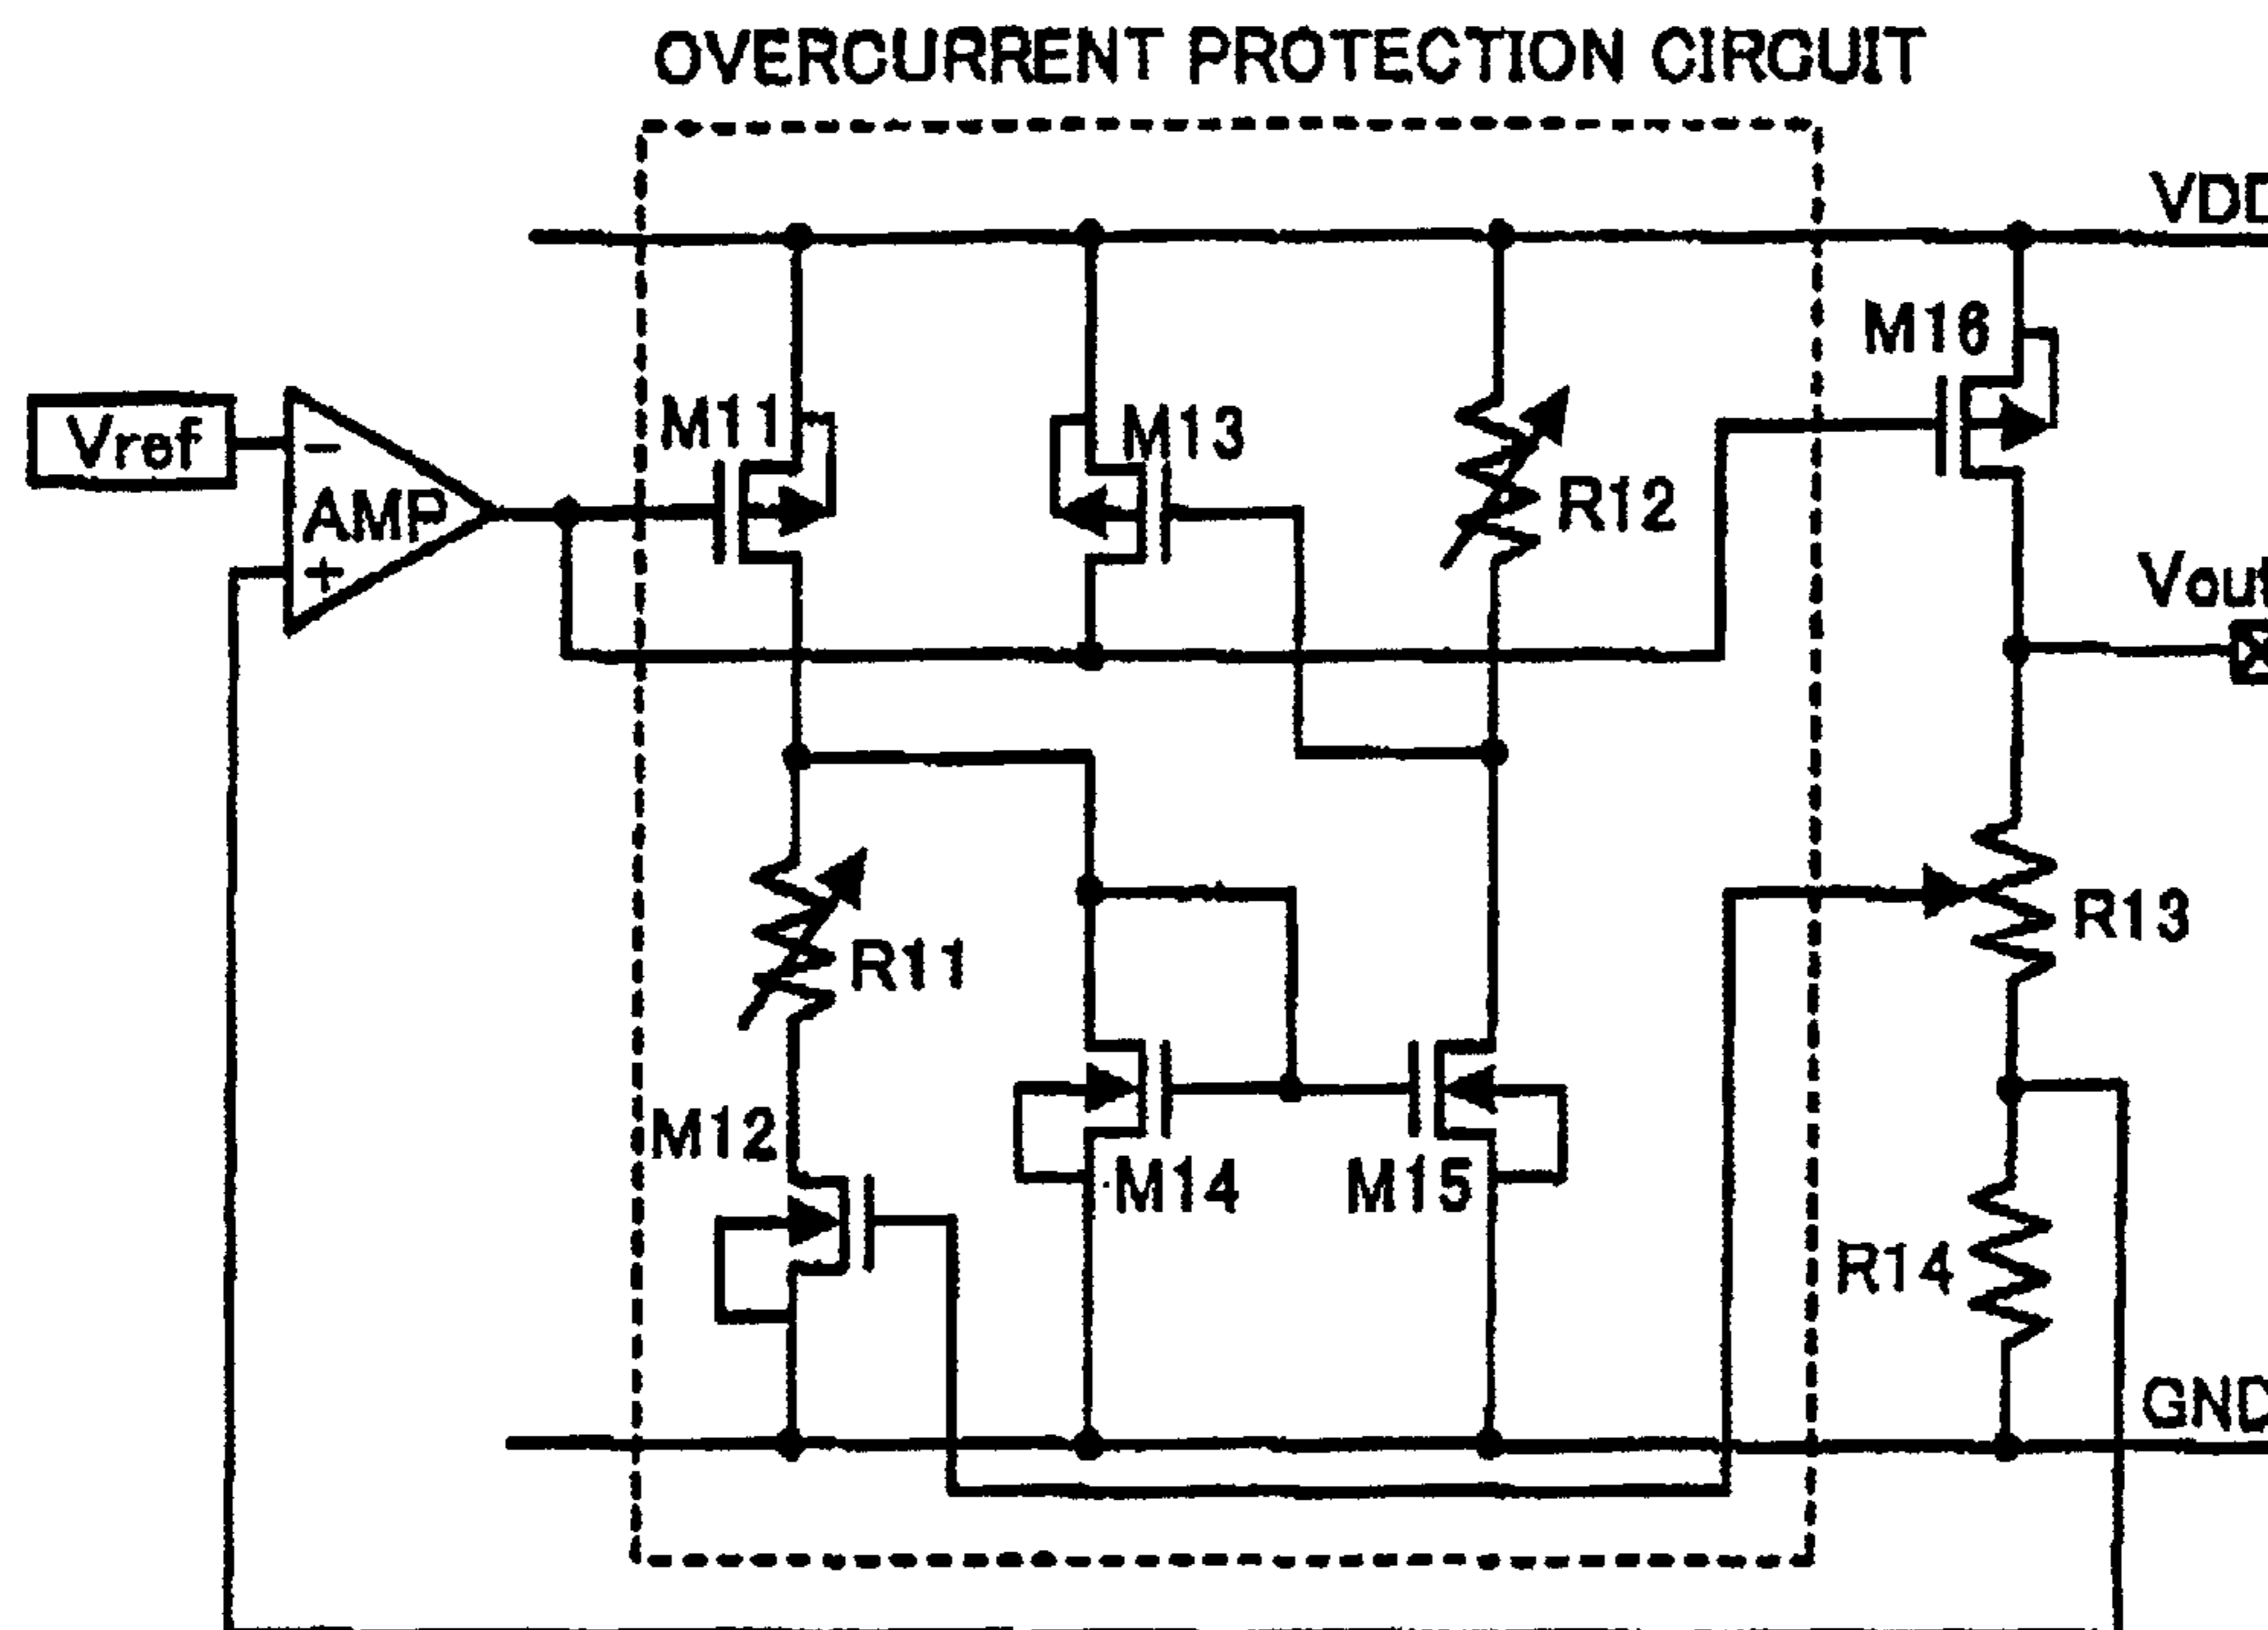 OVERCURRENT PROTECTION CIRCUIT
VDD
M16
M11
M13
Vref
−
AMP
R12
+
Vout
R13
R11
M12
M14
M15
R14
GND